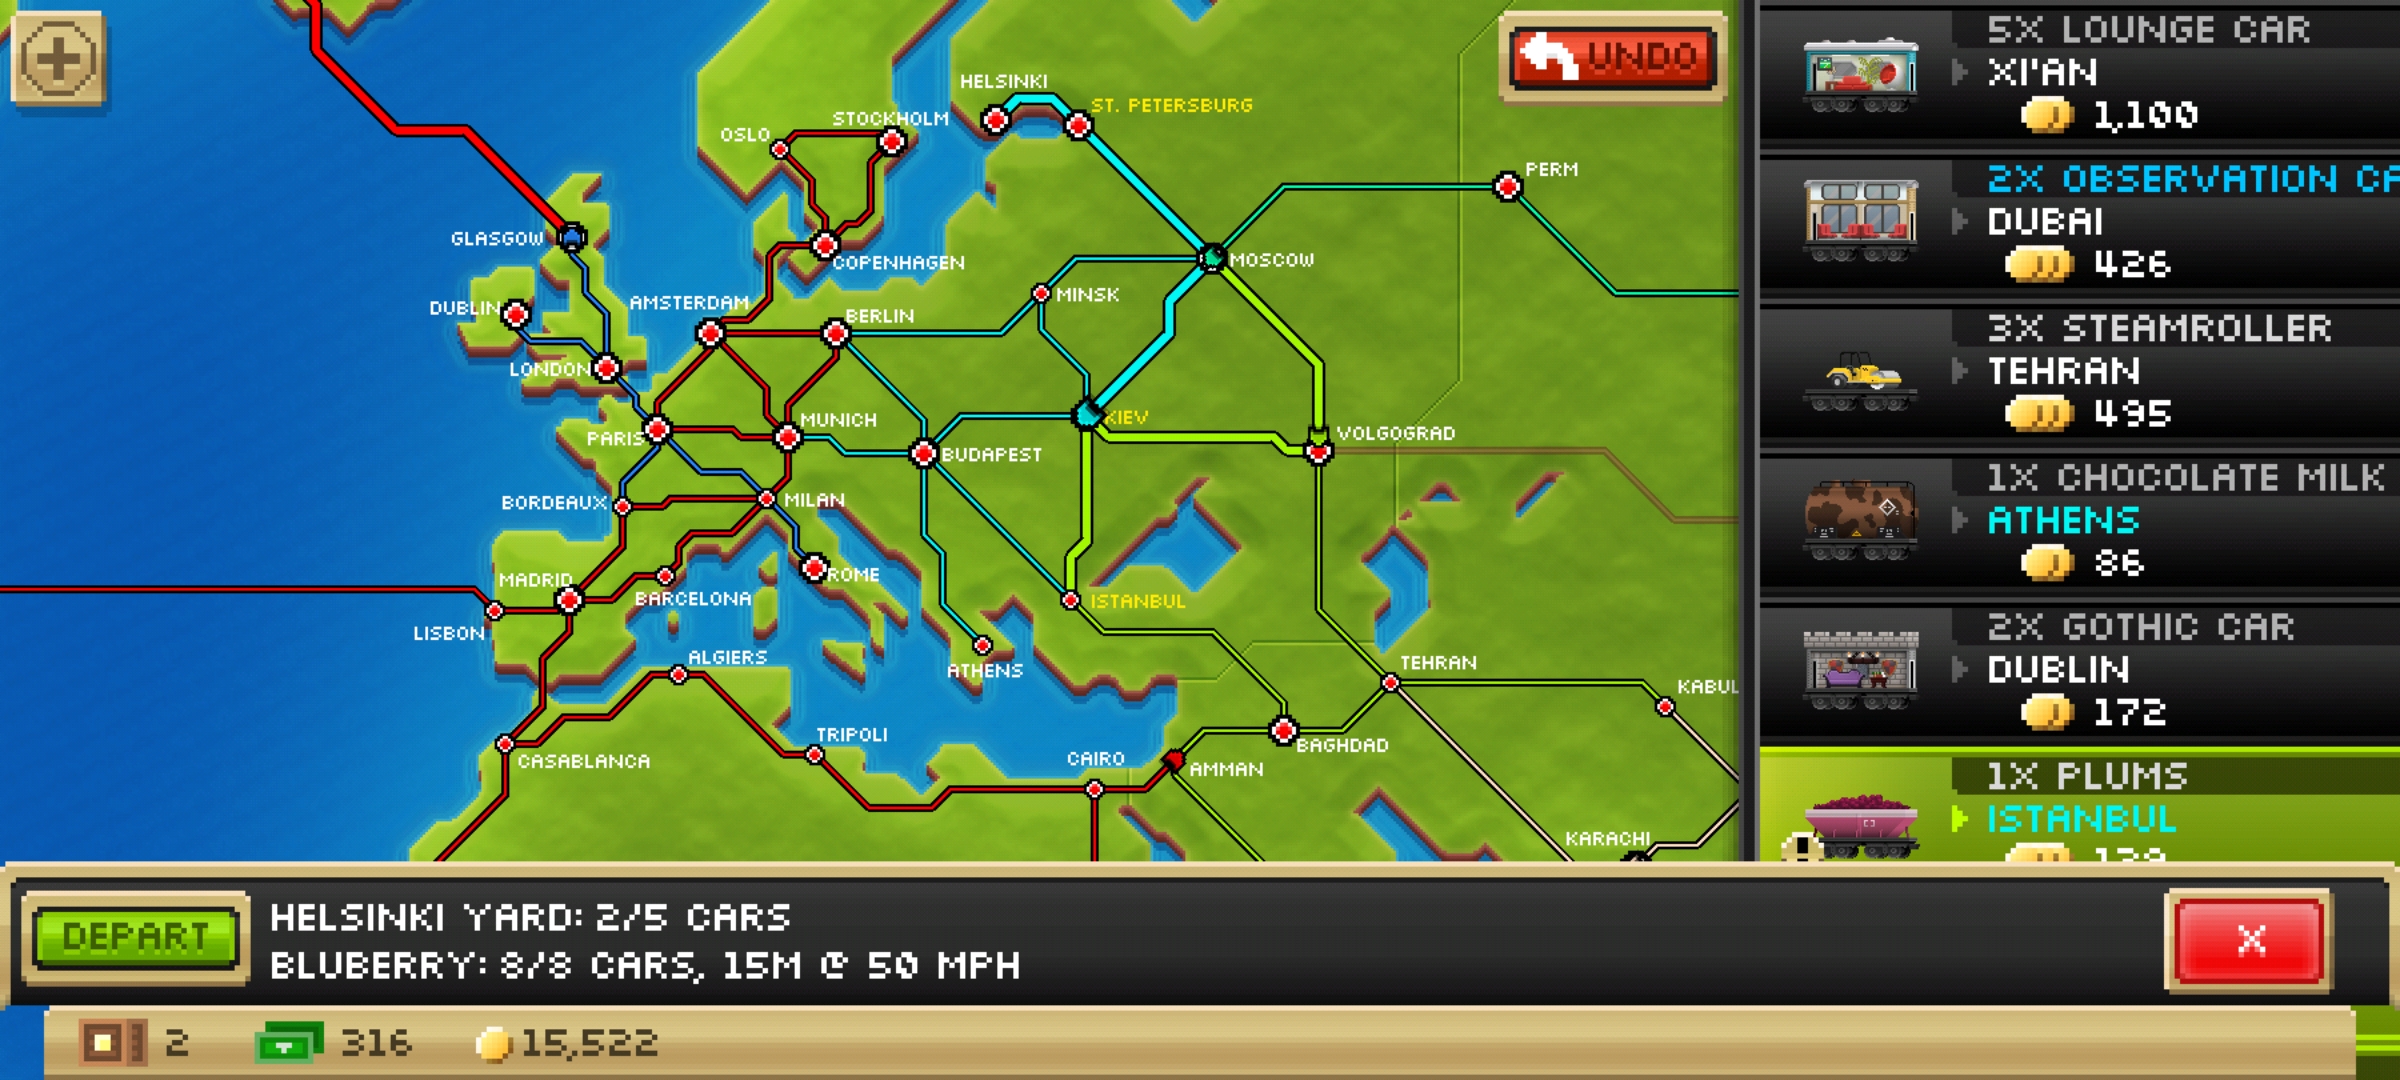 UNDO
HELSINKI
ST. PETERSBURG
STOCKHOLM
OSLO
PERM
GLASGOW
COPENHAGEN
MOSCOW
MINSK
DUBLIN
AMSTERDAM
BERLIN
LONDON
PARIS
MUNICH
KIEV
VOLGOGRAD
BUDAPEST
BORDEAUX
MILAN
MADRID
ROME
BARCELONA
ISTANBUL
LISBON
ALGIERS
ATHENS
TEHRAN
KABUL
TRIPOLI
CAIRO
BAGHDAD
CASABLANCA
AMMAN
KARACHI
5X LOUNGE CAR
XI'AN
1,100
2X OBSERVATION CA
DUBAI
426
3X STEAMROLLER
TEHRAN
495
1X CHOCOLATE MILK
ATHENS
86
2X GOTHIC CAR
DUBLIN
172
1X PLUMS
ISTANBUL
DEPART
HELSINKI YARD: 2/5 CARS
BLUBERRY: 8/8 CARS, 15M @ 50 MPH
X
2
316
15,522